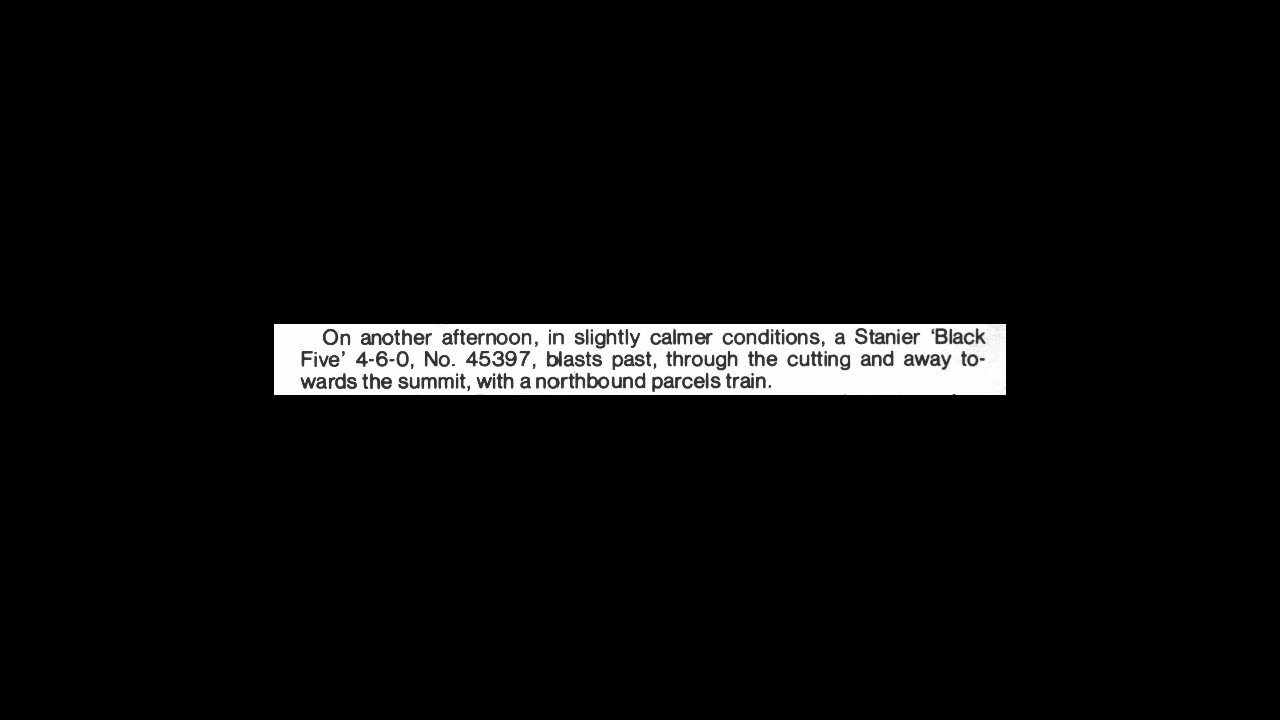 On another afternoon, in slightly calmer conditions, a Stanier ‘Black
Five’ 4-6-0, No. 45397, blasts past, through the cutting and away to-
wards the summit, with a northbound parcels train.